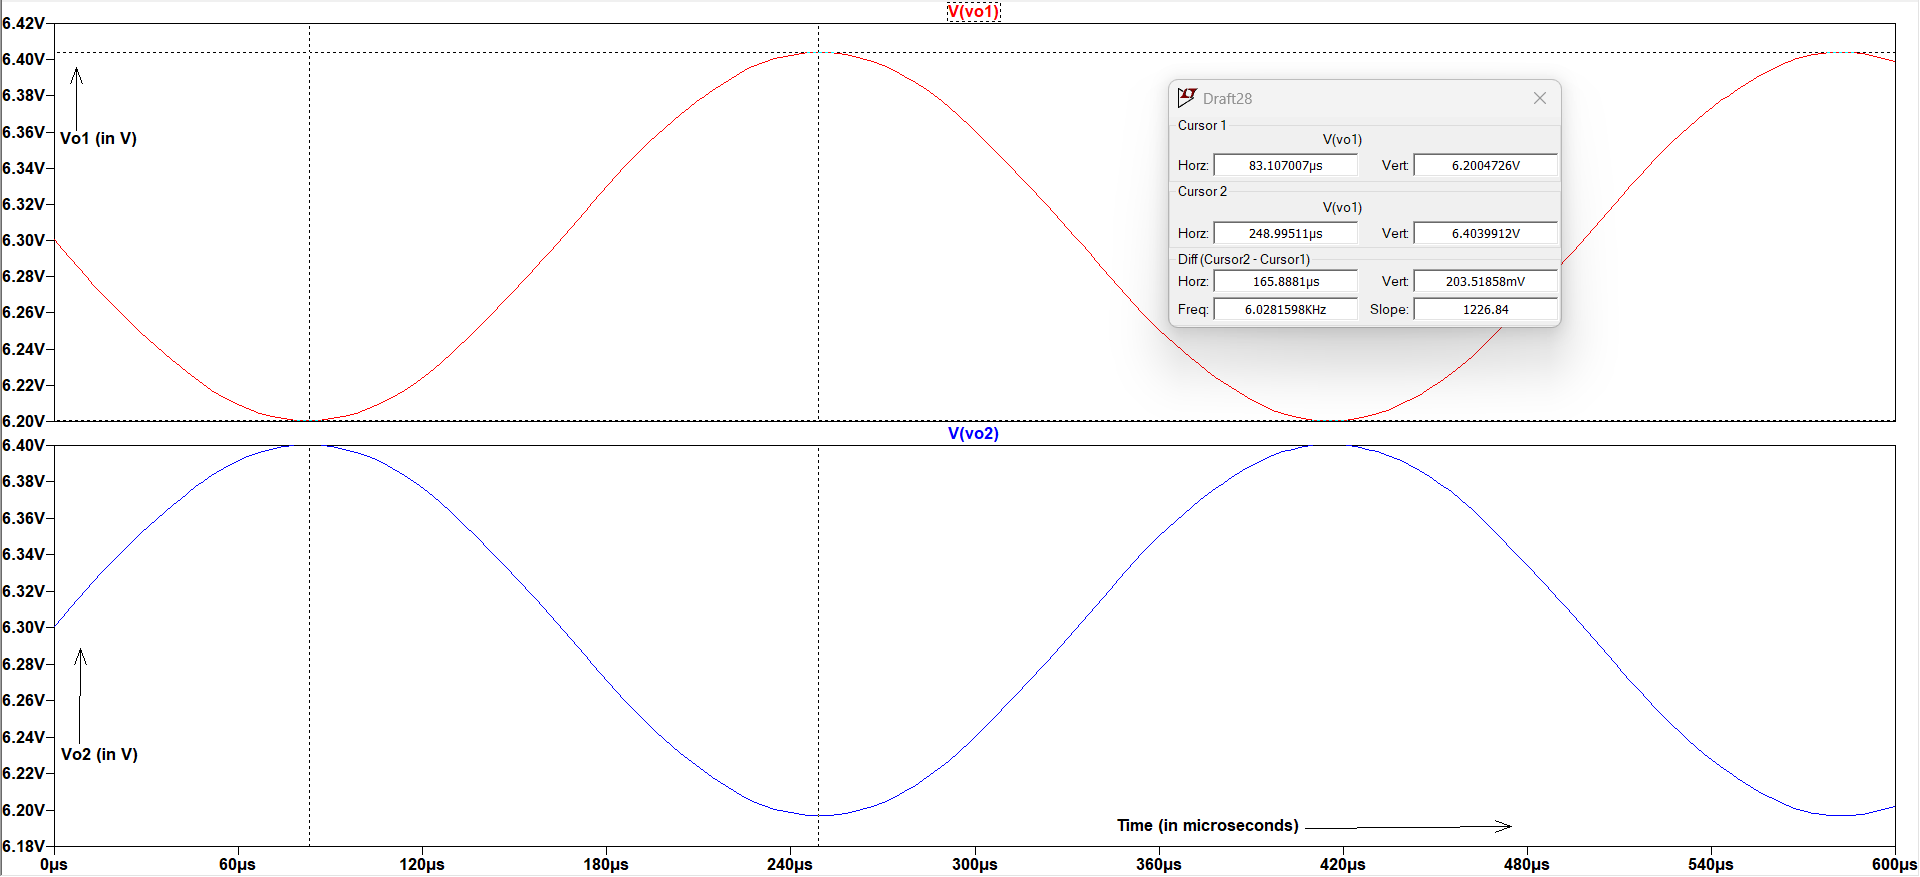 V(vo1)
6.42V
6.40V
6.38V
6.36V
6.34V
6.32V
6.30V
6.28V
6.26V
6.24V
6.22V
6.20V
Vo1 (in V)
Draft28
Cursor 1
V(vo1)
Horz: 83.107007µs Vert: 6.2004726V
Cursor 2
V(vo1)
Horz: 248.99511µs Vert: 6.4039912V
Diff (Cursor2 - Cursor1)
Horz: 165.8881µs Vert: 203.51858mV
Freq: 6.0281598KHz Slope: 1226.84
V(vo2)
6.40V
6.38V
6.36V
6.34V
6.32V
6.30V
6.28V
6.26V
6.24V
6.22V
6.20V
6.18V
Vo2 (in V)
Time (in microseconds)
0µs 60µs 120µs 180µs 240µs 300µs 360µs 420µs 480µs 540µs 600µs